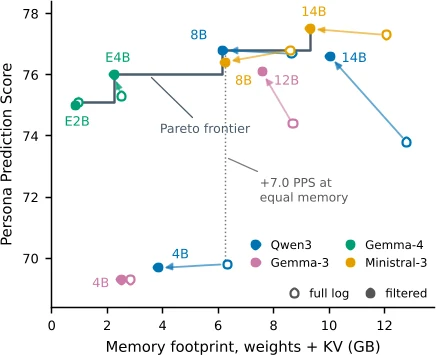 78
76
74
72
70
Persona Prediction Score
14B
8B
E4B
14B
8B
12B
E2B
Pareto frontier
+7.0 PPS at
equal memory
4B
4B
Qwen3
Gemma-4
Gemma-3
Ministral-3
full log
filtered
0
2
4
6
8
10
12
Memory footprint, weights + KV (GB)